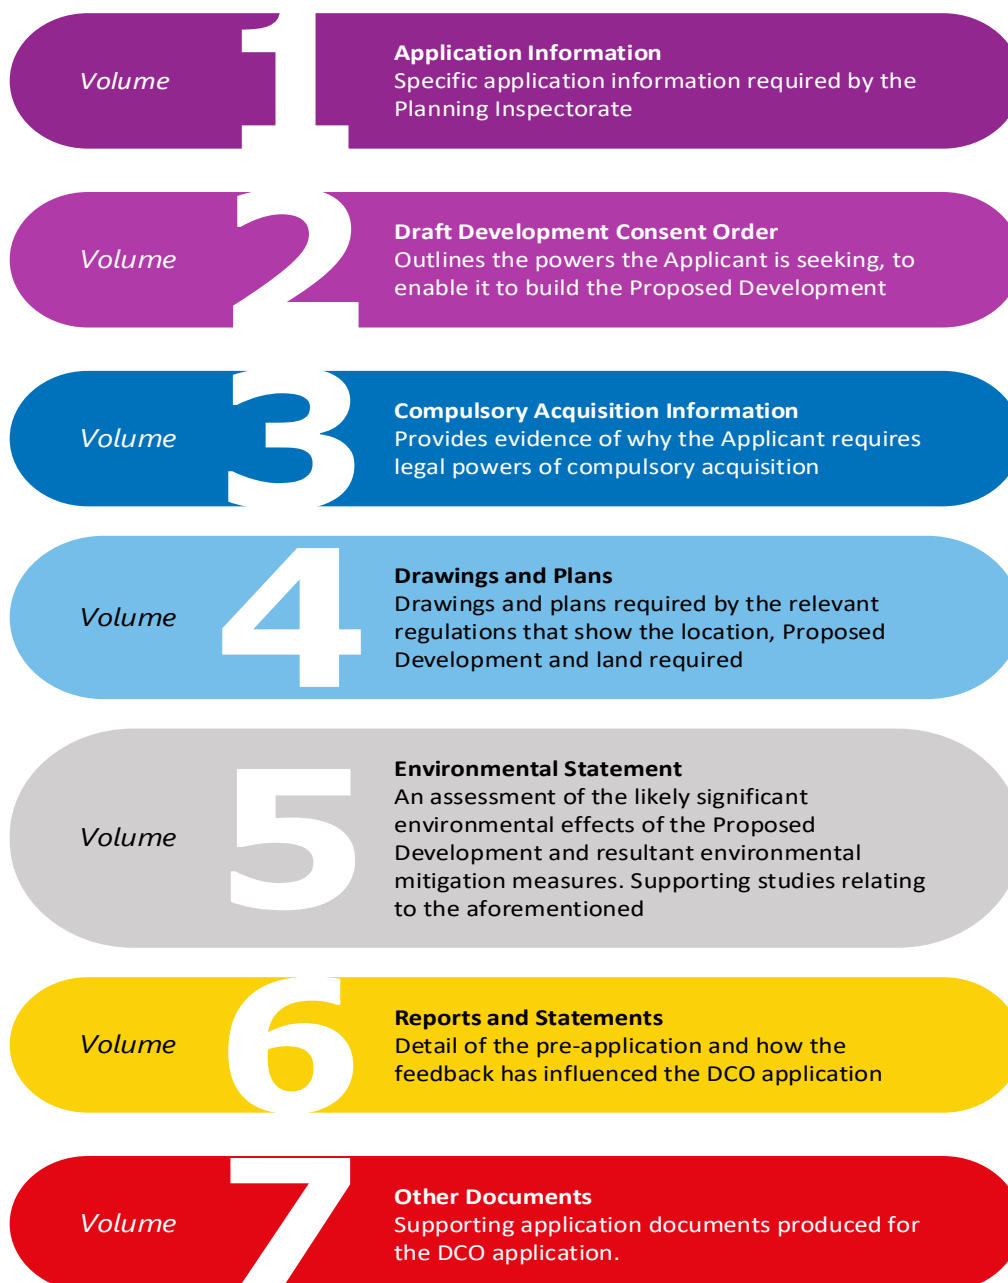 Volume 1
Application Information
Specific application information required by the
Planning Inspectorate
Volume 2
Draft Development Consent Order
Outlines the powers the Applicant is seeking, to
enable it to build the Proposed Development
Volume 3
Compulsory Acquisition Information
Provides evidence of why the Applicant requires
legal powers of compulsory acquisition
Volume 4
Drawings and Plans
Drawings and plans required by the relevant
regulations that show the location, Proposed
Development and land required
Volume 5
Environmental Statement
An assessment of the likely significant
environmental effects of the Proposed
Development and resultant environmental
mitigation measures. Supporting studies relating
to the aforementioned
Volume 6
Reports and Statements
Detail of the pre-application and how the
feedback has influenced the DCO application
Volume 7
Other Documents
Supporting application documents produced for
the DCO application.